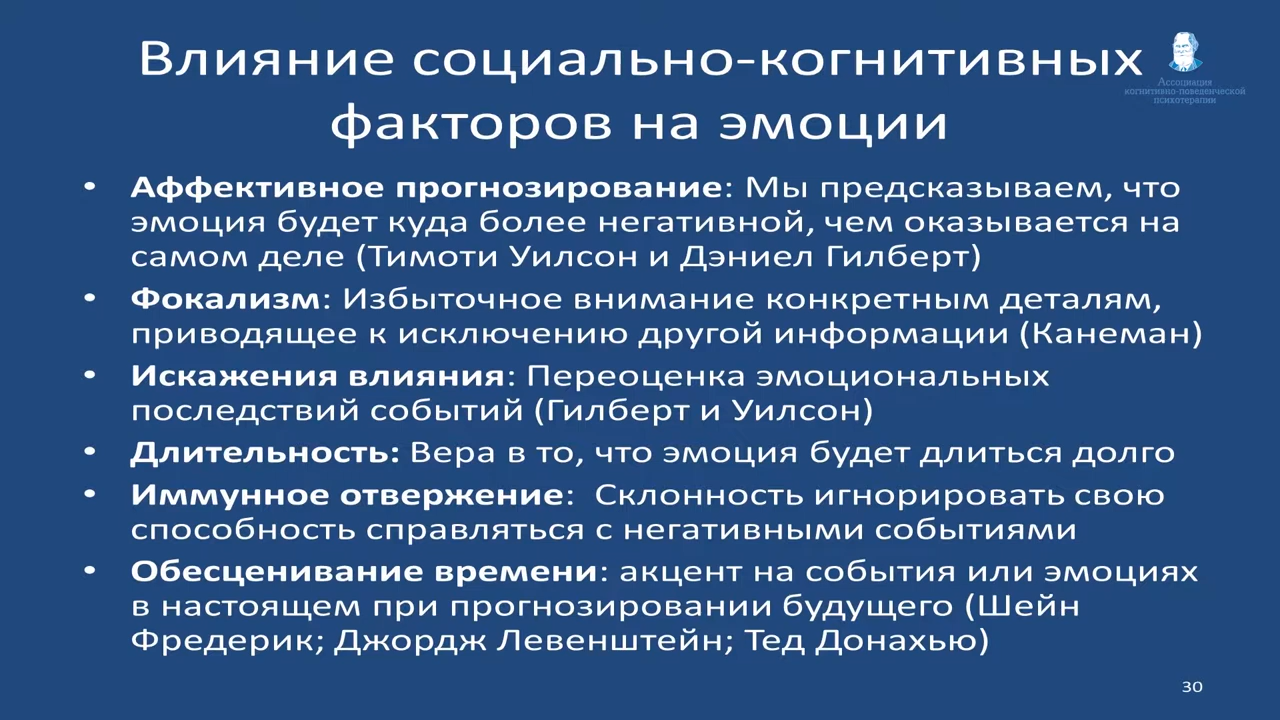 Влияние социально-когнитивных
факторов на эмоции
Ассоциация
когнитивно-поведенческой
психотерапии
• Аффективное прогнозирование: Мы предсказываем, что
эмоция будет куда более негативной, чем оказывается на
самом деле (Тимоти Уилсон и Дэниел Гилберт)
• Фокализм: Избыточное внимание конкретным деталям,
приводящее к исключению другой информации (Канеман)
• Искажения влияния: Переоценка эмоциональных
последствий событий (Гилберт и Уилсон)
• Длительность: Вера в то, что эмоция будет длиться долго
• Иммунное отвержение:  Склонность игнорировать свою
способность справляться с негативными событиями
• Обесценивание времени: акцент на события или эмоциях
в настоящем при прогнозировании будущего (Шейн
Фредерик; Джордж Левенштейн; Тед Донахью)
30